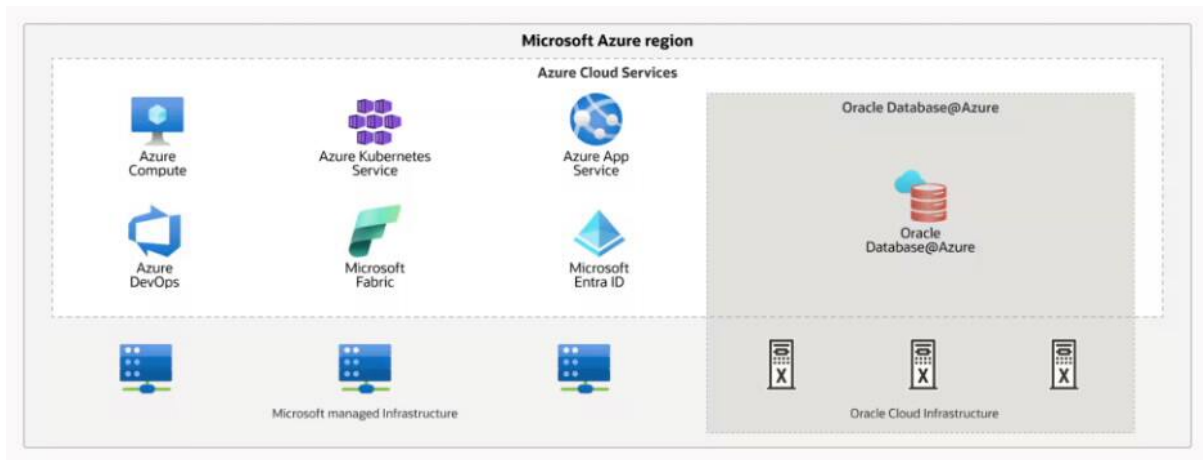 Microsoft Azure region
Azure Cloud Services
Oracle Database@Azure
Azure
Compute
Azure Kubernetes
Service
Azure App
Service
Oracle
Database@Azure
Azure
DevOps
Microsoft
Fabric
Microsoft
Entra ID
X
X
X
Microsoft managed Infrastructure
Oracle Cloud Infrastructure